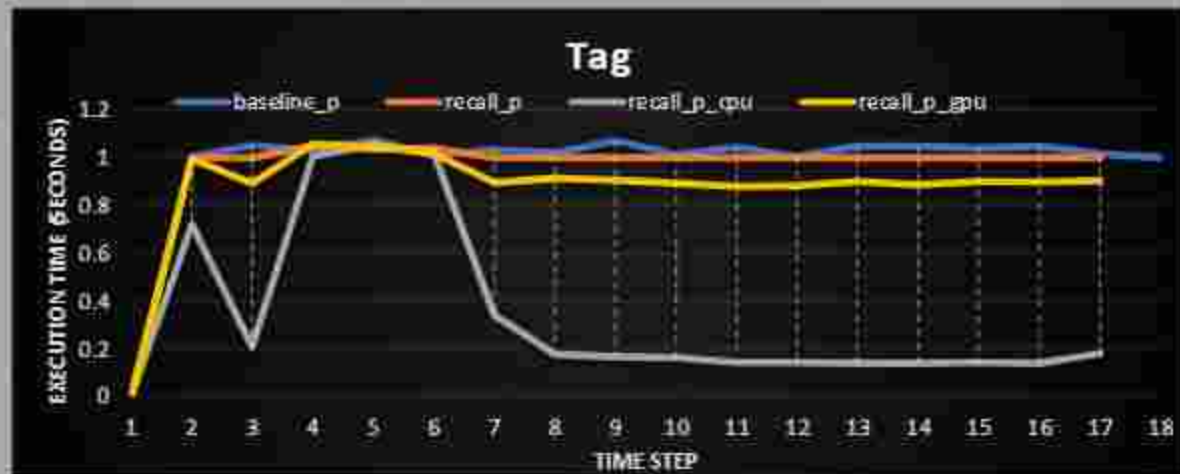 Tag
baseline_p recall_p recall_p_cpu recall_p_gpu
EXECUTION TIME (SECONDS)
1.2
1
0.8
0.6
0.4
0.2
0
1 2 3 4 5 6 7 8 9 10 11 12 13 14 15 16 17 18
TIME STEP